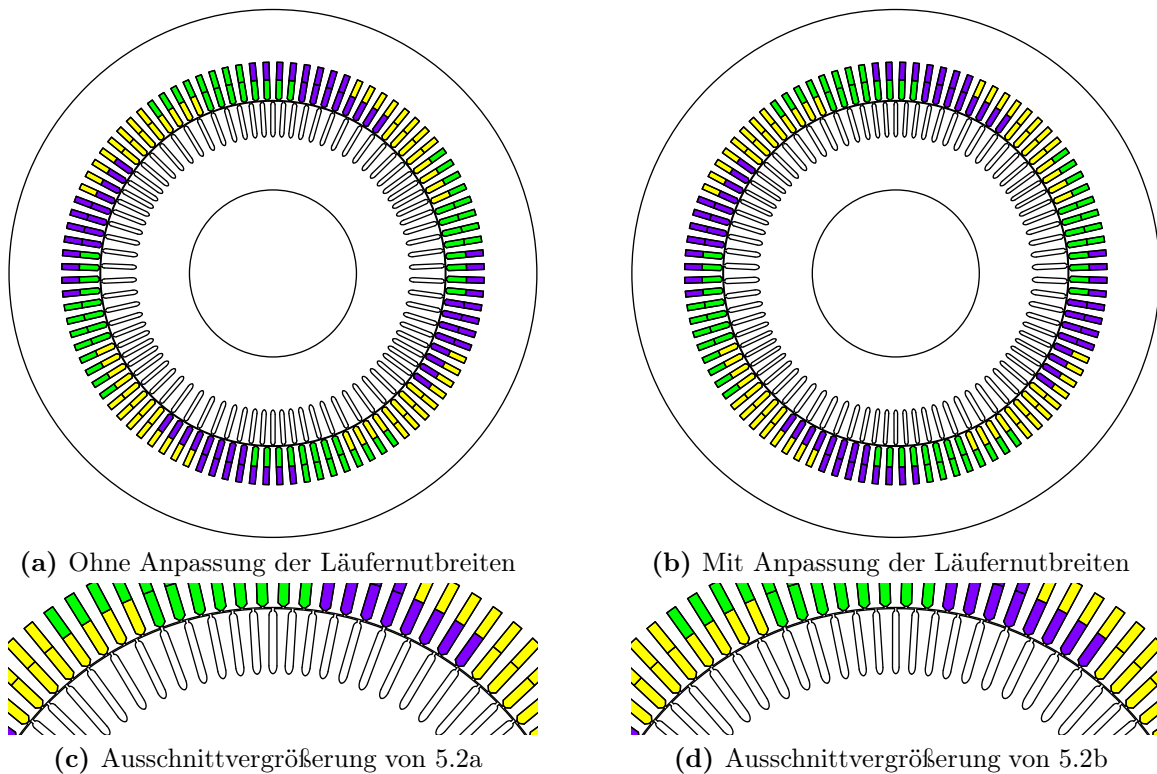 (a) Ohne Anpassung der Läufernutbreiten
(b) Mit Anpassung der Läufernutbreiten
(c) Ausschnittvergrößerung von 5.2a
(d) Ausschnittvergrößerung von 5.2b